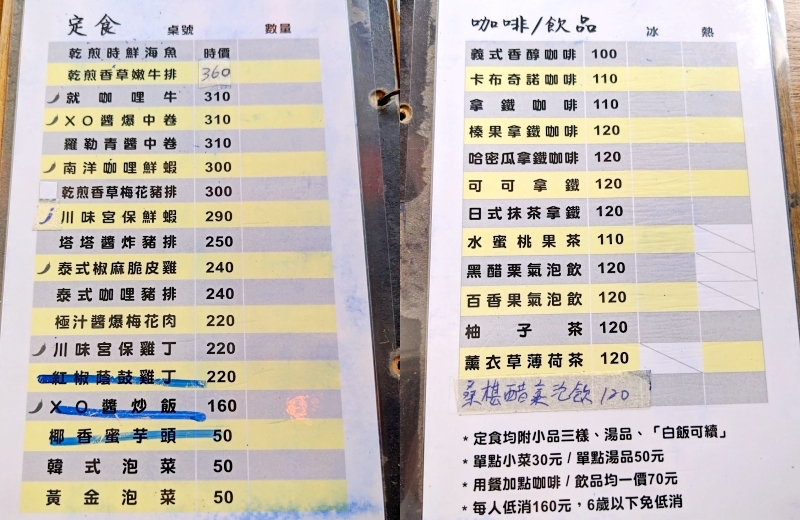 定食 桌號 數量
乾煎時鮮海魚 時價
乾煎香草嫩牛排 360
就咖哩牛 310
XO醬爆中卷 310
羅勒青醬中卷 310
南洋咖哩鮮蝦 300
乾煎香草梅花豬排 300
川味宮保鮮蝦 290
塔塔醬炸豬排 250
泰式椒麻脆皮雞 240
泰式咖哩豬排 240
極汁醬爆梅花肉 220
川味宮保雞丁 220
紅椒蔭鼓雞丁 220
XO醬炒飯 160
椰香蜜芋頭 50
韓式泡菜 50
黃金泡菜 50
咖啡/飲品 冰 熱
義式香醇咖啡 100
卡布奇諾咖啡 110
拿鐵咖啡 110
榛果拿鐵咖啡 120
哈密瓜拿鐵咖啡 120
可可拿鐵 120
日式抹茶拿鐵 120
水蜜桃果茶 110
黑醋栗氣泡飲 120
百香果氣泡飲 120
柚子茶 120
薰衣草薄荷茶 120
桑椹醋氣泡飲 120
* 定食均附小品三樣、湯品、「白飯可續」
* 單點小菜30元 / 單點湯品50元
* 用餐加點咖啡 / 飲品均一價70元
* 每人低消160元，6歲以下免低消